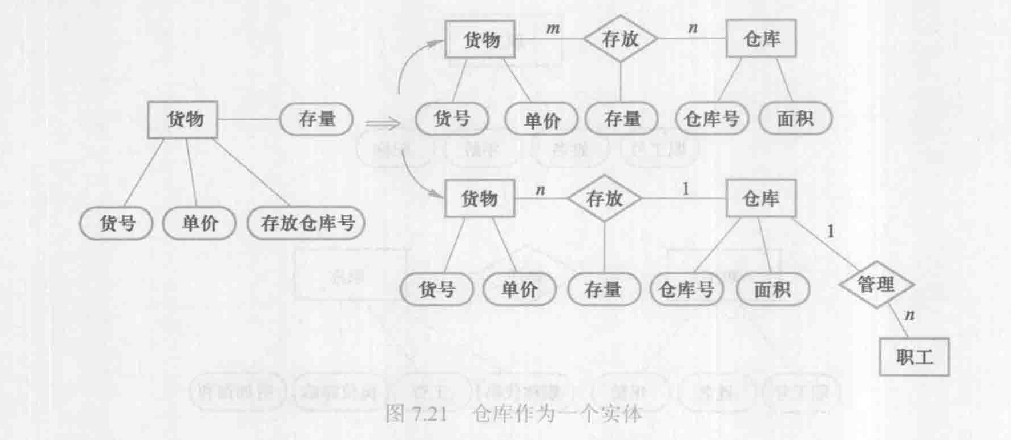 货物 m 存放 n 仓库
货号 单价 存量 仓库号 面积
货物 存量
货物 n 存放 1 仓库
货号 单价 存放仓库号
1
货号 单价 存量 仓库号 面积 管理
n
职工
图 7.21 仓库作为一个实体